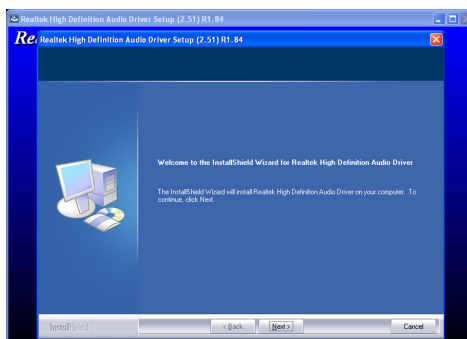 Realtek High Definition Audio Driver Setup (2.51) R1.84
Re
Realtek High Definition Audio Driver Setup (2.51) R1.84
Welcome to the InstallShield Wizard for Realtek High Definition Audio Driver
The InstallShield Wizard will install Realtek High Definition Audio Driver on your computer. To
continue, click Next.
InstallShield
< Back
Next >
Cancel